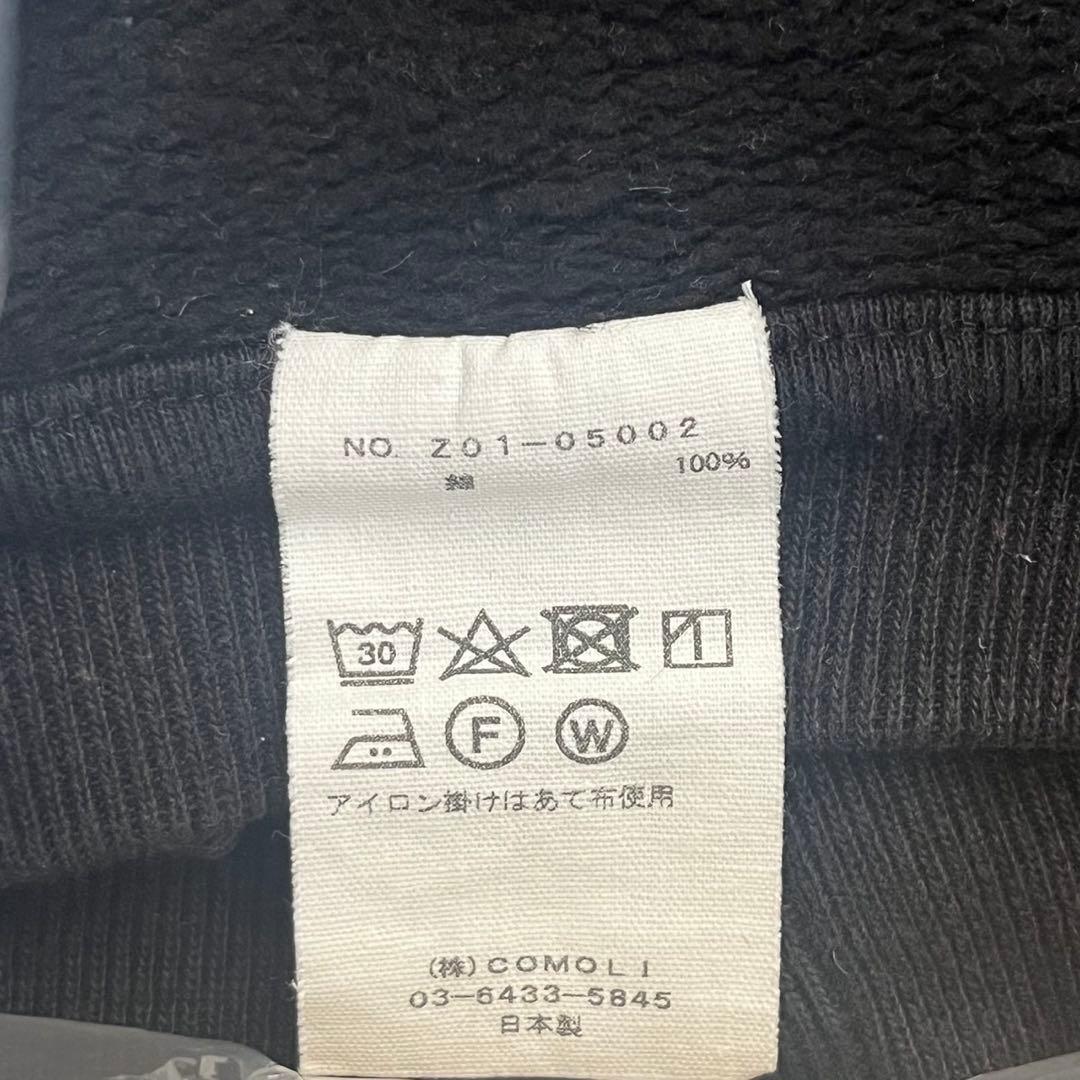 NO. Z01-05002
綿 100%
30
F W
アイロン掛けはあて布使用
(株)COMOLI
03-6433-5845
日本製